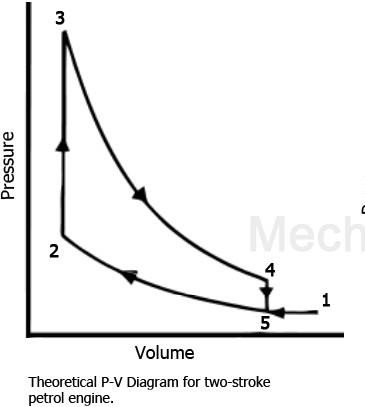 3
Pressure
Mech
2
4
1
5
Volume
Theoretical P-V Diagram for two-stroke
petrol engine.